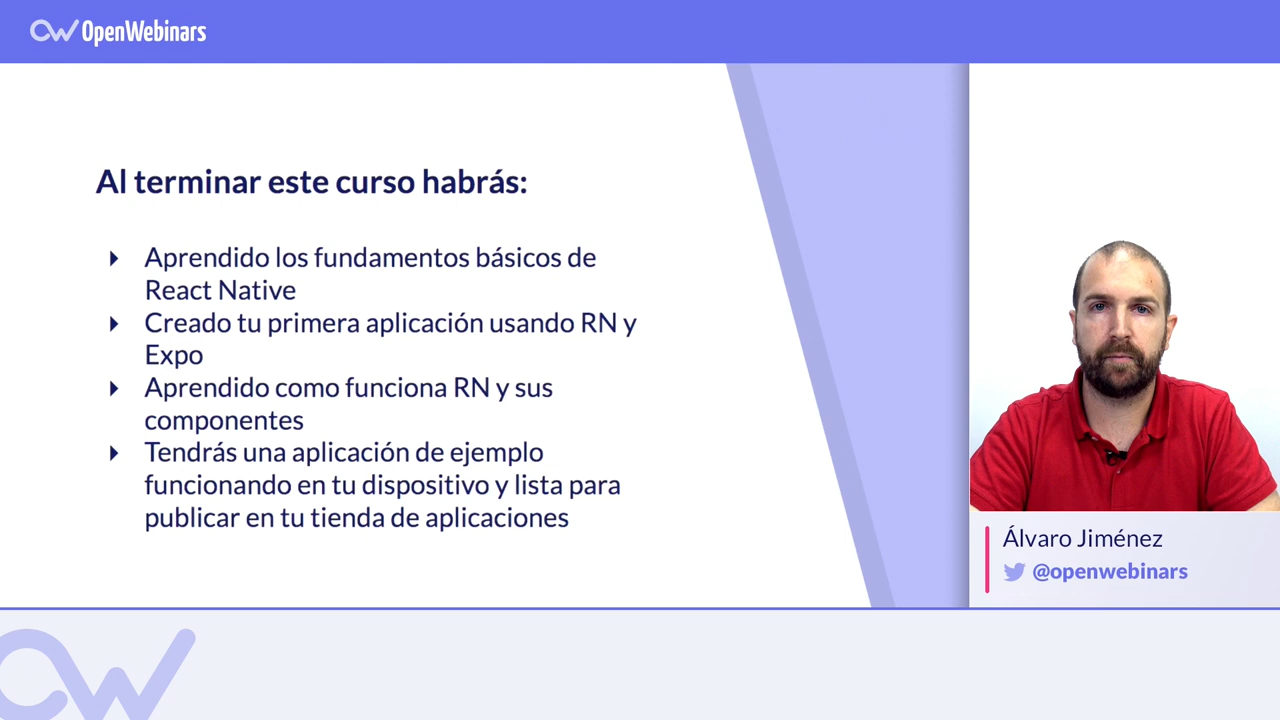 OpenWebinars
Al terminar este curso habrás:
Aprendido los fundamentos básicos de
React Native
Creado tu primera aplicación usando RN y
Expo
Aprendido como funciona RN y sus
componentes
Tendrás una aplicación de ejemplo
funcionando en tu dispositivo y lista para
publicar en tu tienda de aplicaciones
Álvaro Jiménez
@openwebinars